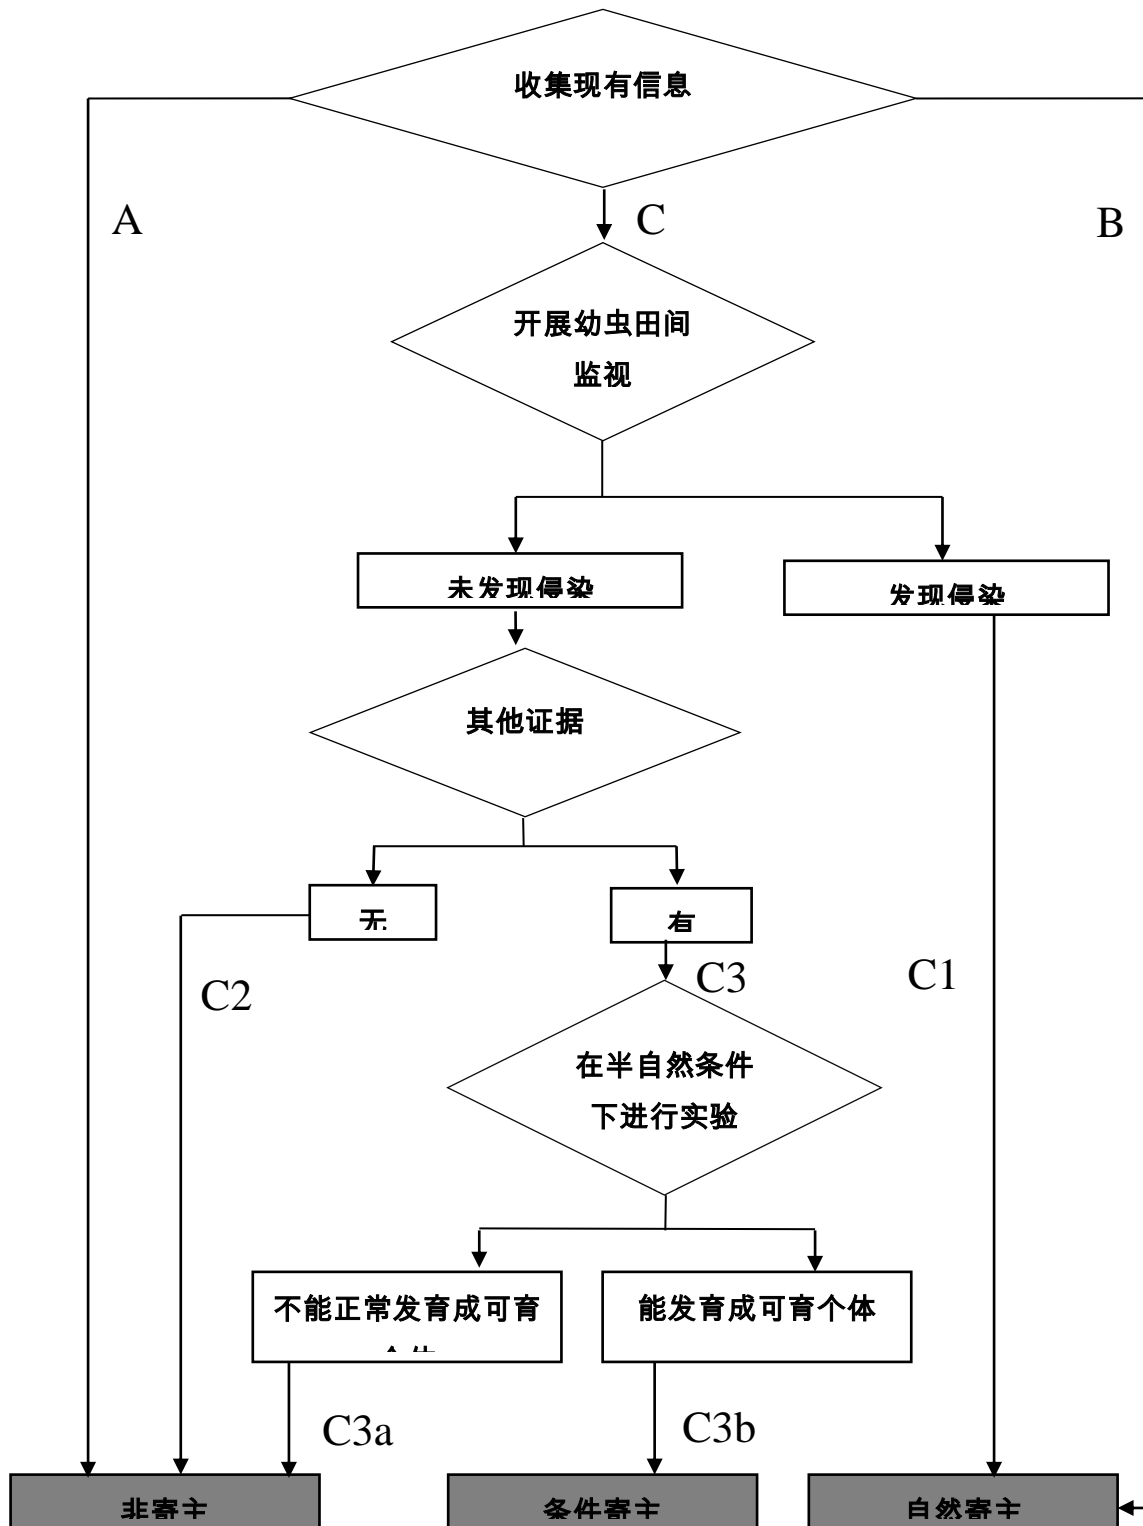 收集现有信息
A
C
B
开展幼虫田间
监视
未发现侵染
发现侵染
其他证据
无
有
C2
C3
C1
在半自然条件
下进行实验
不能正常发育成可育
个体
能发育成可育个体
C3a
C3b
非寄主
条件寄主
自然寄主